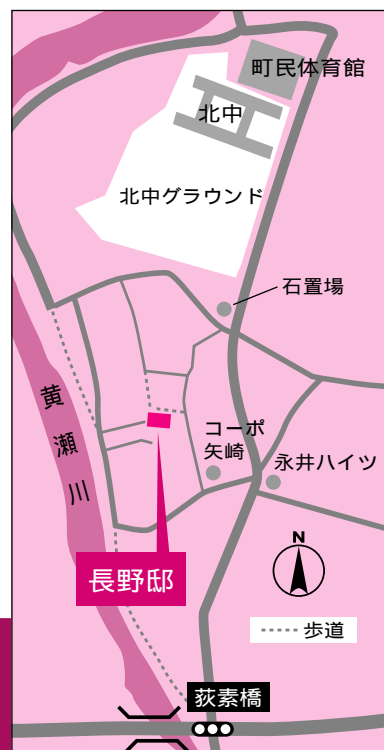 町民体育館
北中
北中グラウンド
石置場
黄瀬川
コーポ
矢崎
永井ハイツ
長野邸
N
歩道
荻素橋